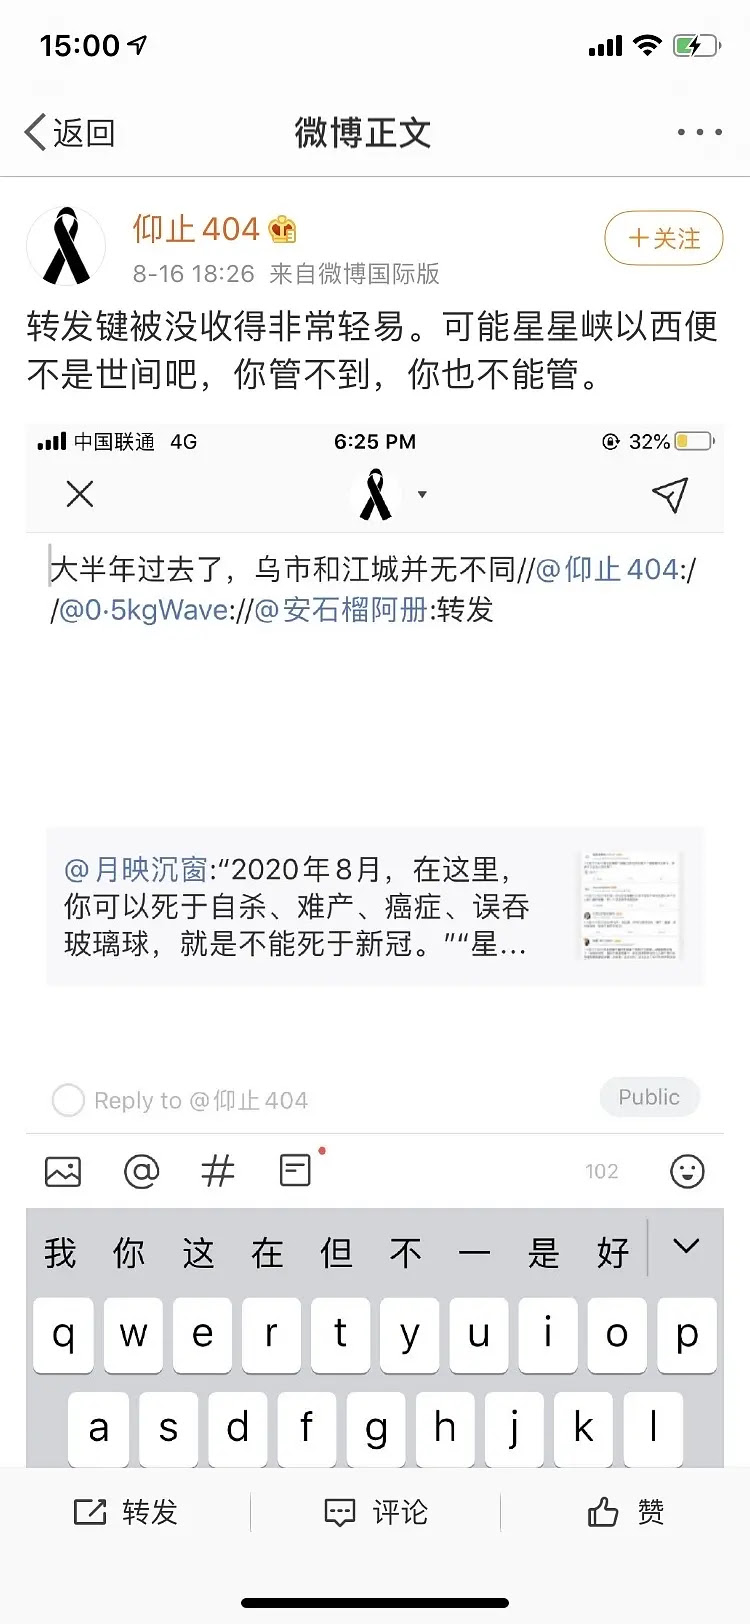 15:00
返回
微博正文
仰止404
8-16 18:26 来自微博国际版
+关注
转发键被没收得非常轻易。可能星星峡以西便
不是世间吧，你管不到，你也不能管。
中国联通 4G
6:25 PM
32%
大半年过去了，乌市和江城并无不同//@仰止404:/
/@0·5kgWave://@安石榴阿册:转发
@月映沉窗:“2020年8月，在这里，
你可以死于自杀、难产、癌症、误吞
玻璃球，就是不能死于新冠。”“星...
Reply to @仰止404
Public
@ #
102
我 你 这 在 但 不 一 是 好
q w e r t y u i o p
a s d f g h j k l
转发
评论
赞